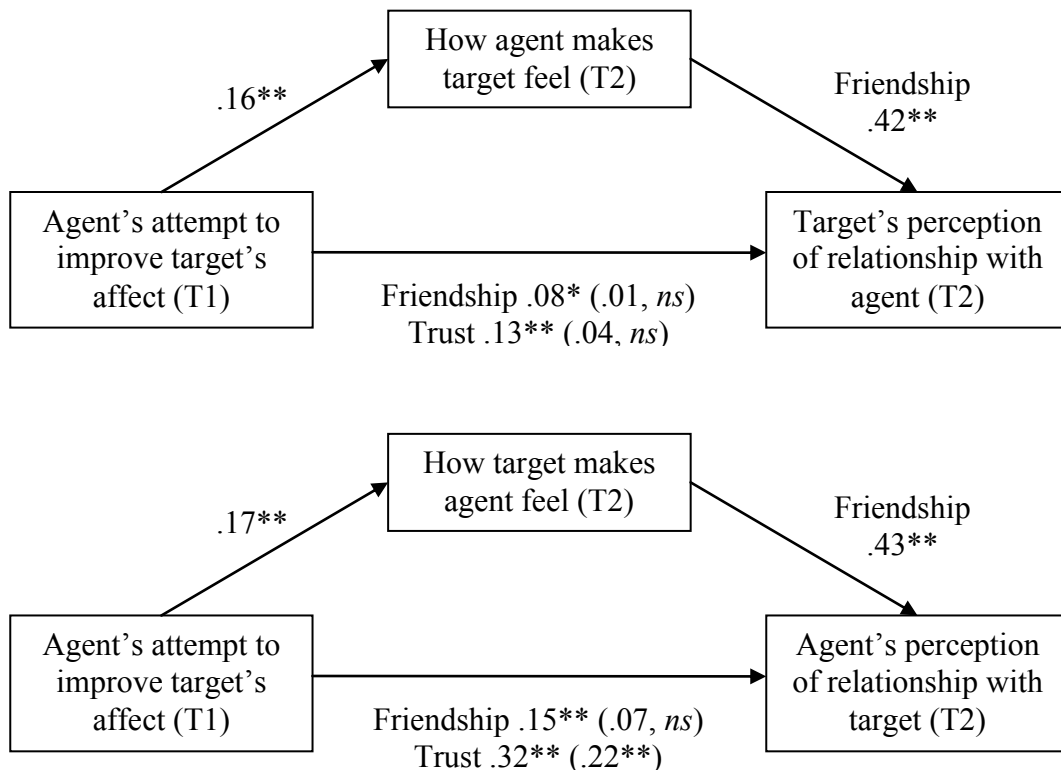 How agent makes
target feel (T2)
.16**
Friendship
.42**
Agent’s attempt to
improve target’s
affect (T1)
Target’s perception
of relationship with
agent (T2)
Friendship .08* (.01, ns)
Trust .13** (.04, ns)
How target makes
agent feel (T2)
.17**
Friendship
.43**
Agent’s attempt to
improve target’s
affect (T1)
Agent’s perception
of relationship with
target (T2)
Friendship .15** (.07, ns)
Trust .32** (.22**)